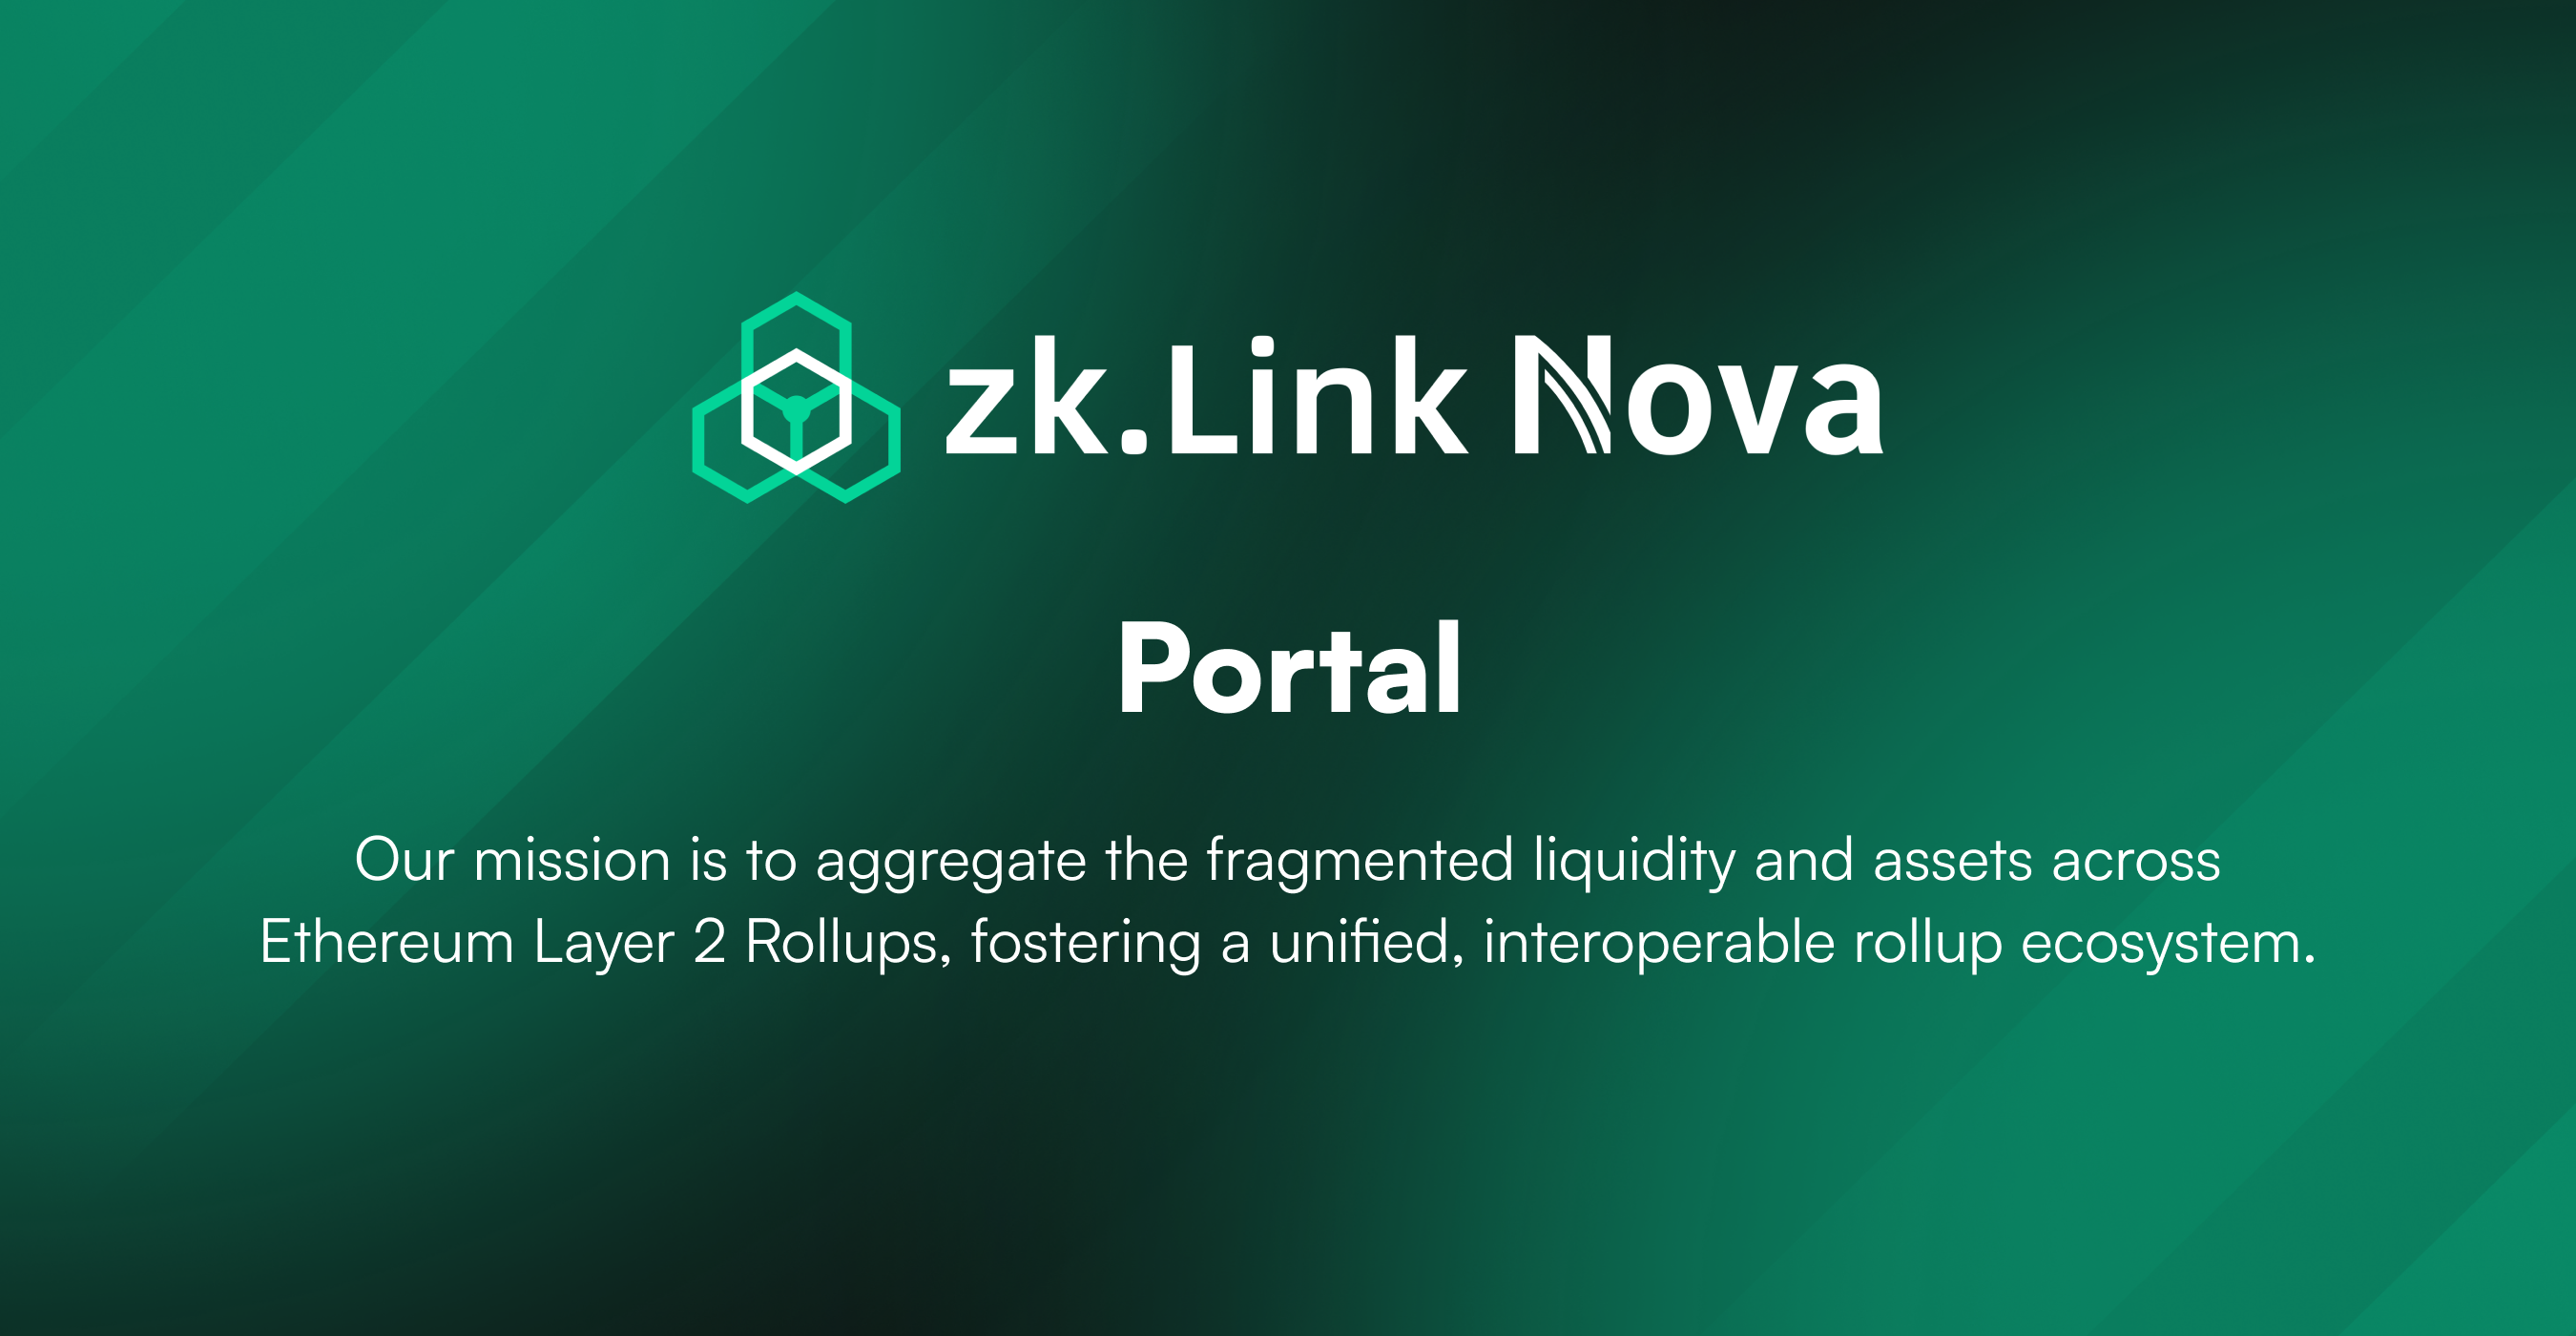 zk.Link Nova
Portal
Our mission is to aggregate the fragmented liquidity and assets across
Ethereum Layer 2 Rollups, fostering a unified, interoperable rollup ecosystem.